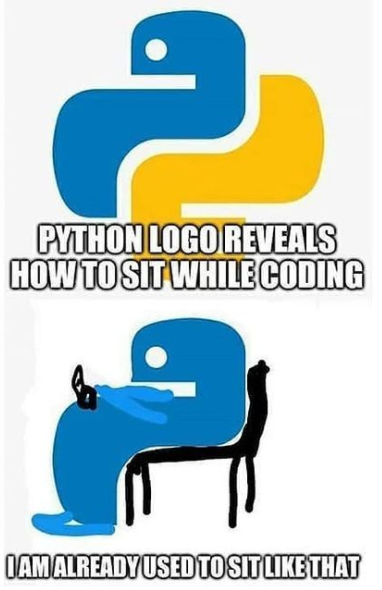 PYTHON LOGO REVEALS
HOW TO SIT WHILE CODING
I AM ALREADY USED TO SIT LIKE THAT